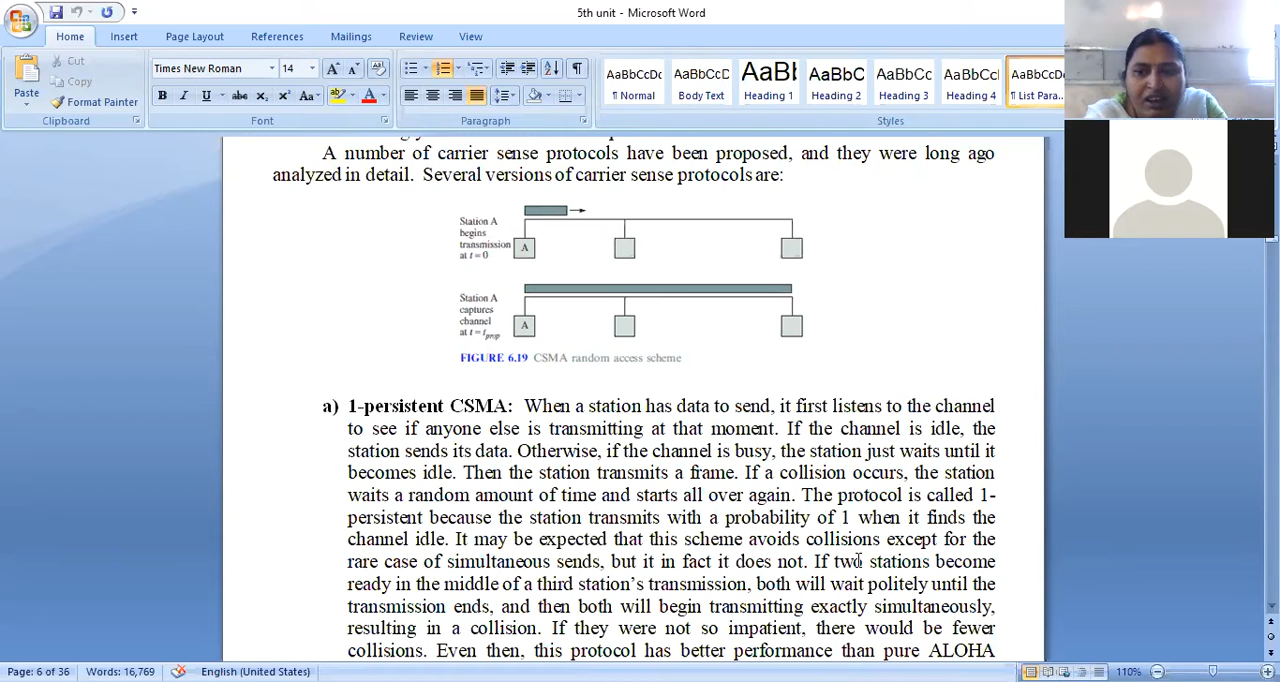 5th unit - Microsoft Word
Home Insert Page Layout References Mailings Review View
Paste
Cut
Copy
Format Painter
Clipboard
Times New Roman 14
Font
Paragraph
AaBbCcDc AaBbCc AaBb AaBbC AaBbCc AaBbCcI AaBbCcDc
¶ Normal Body Text Heading 1 Heading 2 Heading 3 Heading 4 ¶ List Para...
Styles
A number of carrier sense protocols have been proposed, and they were long ago
analyzed in detail. Several versions of carrier sense protocols are:
Station A
begins
transmission
at t = 0
A
Station A
captures
channel
at t = tprop
A
FIGURE 6.19 CSMA random access scheme
a) 1-persistent CSMA: When a station has data to send, it first listens to the channel
to see if anyone else is transmitting at that moment. If the channel is idle, the
station sends its data. Otherwise, if the channel is busy, the station just waits until it
becomes idle. Then the station transmits a frame. If a collision occurs, the station
waits a random amount of time and starts all over again. The protocol is called 1-
persistent because the station transmits with a probability of 1 when it finds the
channel idle. It may be expected that this scheme avoids collisions except for the
rare case of simultaneous sends, but it in fact it does not. If two stations become
ready in the middle of a third station's transmission, both will wait politely until the
transmission ends, and then both will begin transmitting exactly simultaneously,
resulting in a collision. If they were not so impatient, there would be fewer
collisions. Even then, this protocol has better performance than pure ALOHA
Page: 6 of 36 Words: 16,769 English (United States) 110%